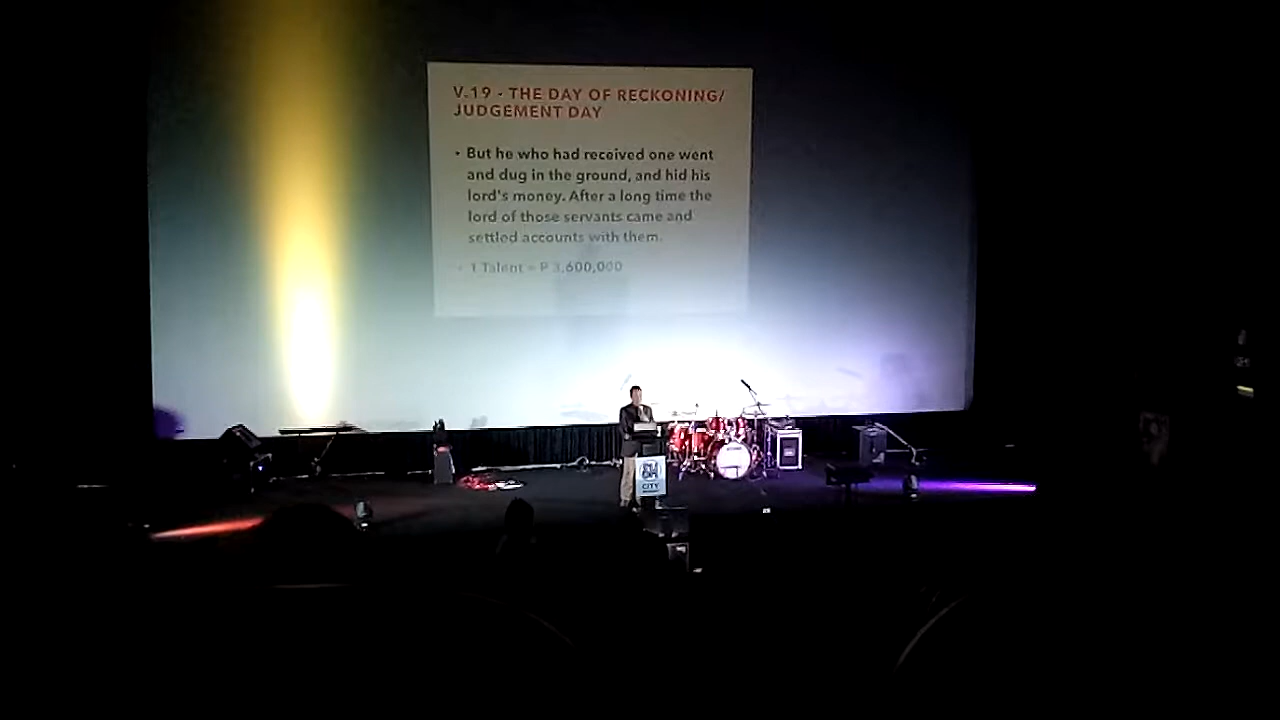 V.19 - THE DAY OF RECKONING/
JUDGEMENT DAY
• But he who had received one went
and dug in the ground, and hid his
lord's money. After a long time the
lord of those servants came and
settled accounts with them.
• 1 Talent = P 3,600,000
SM
CITY